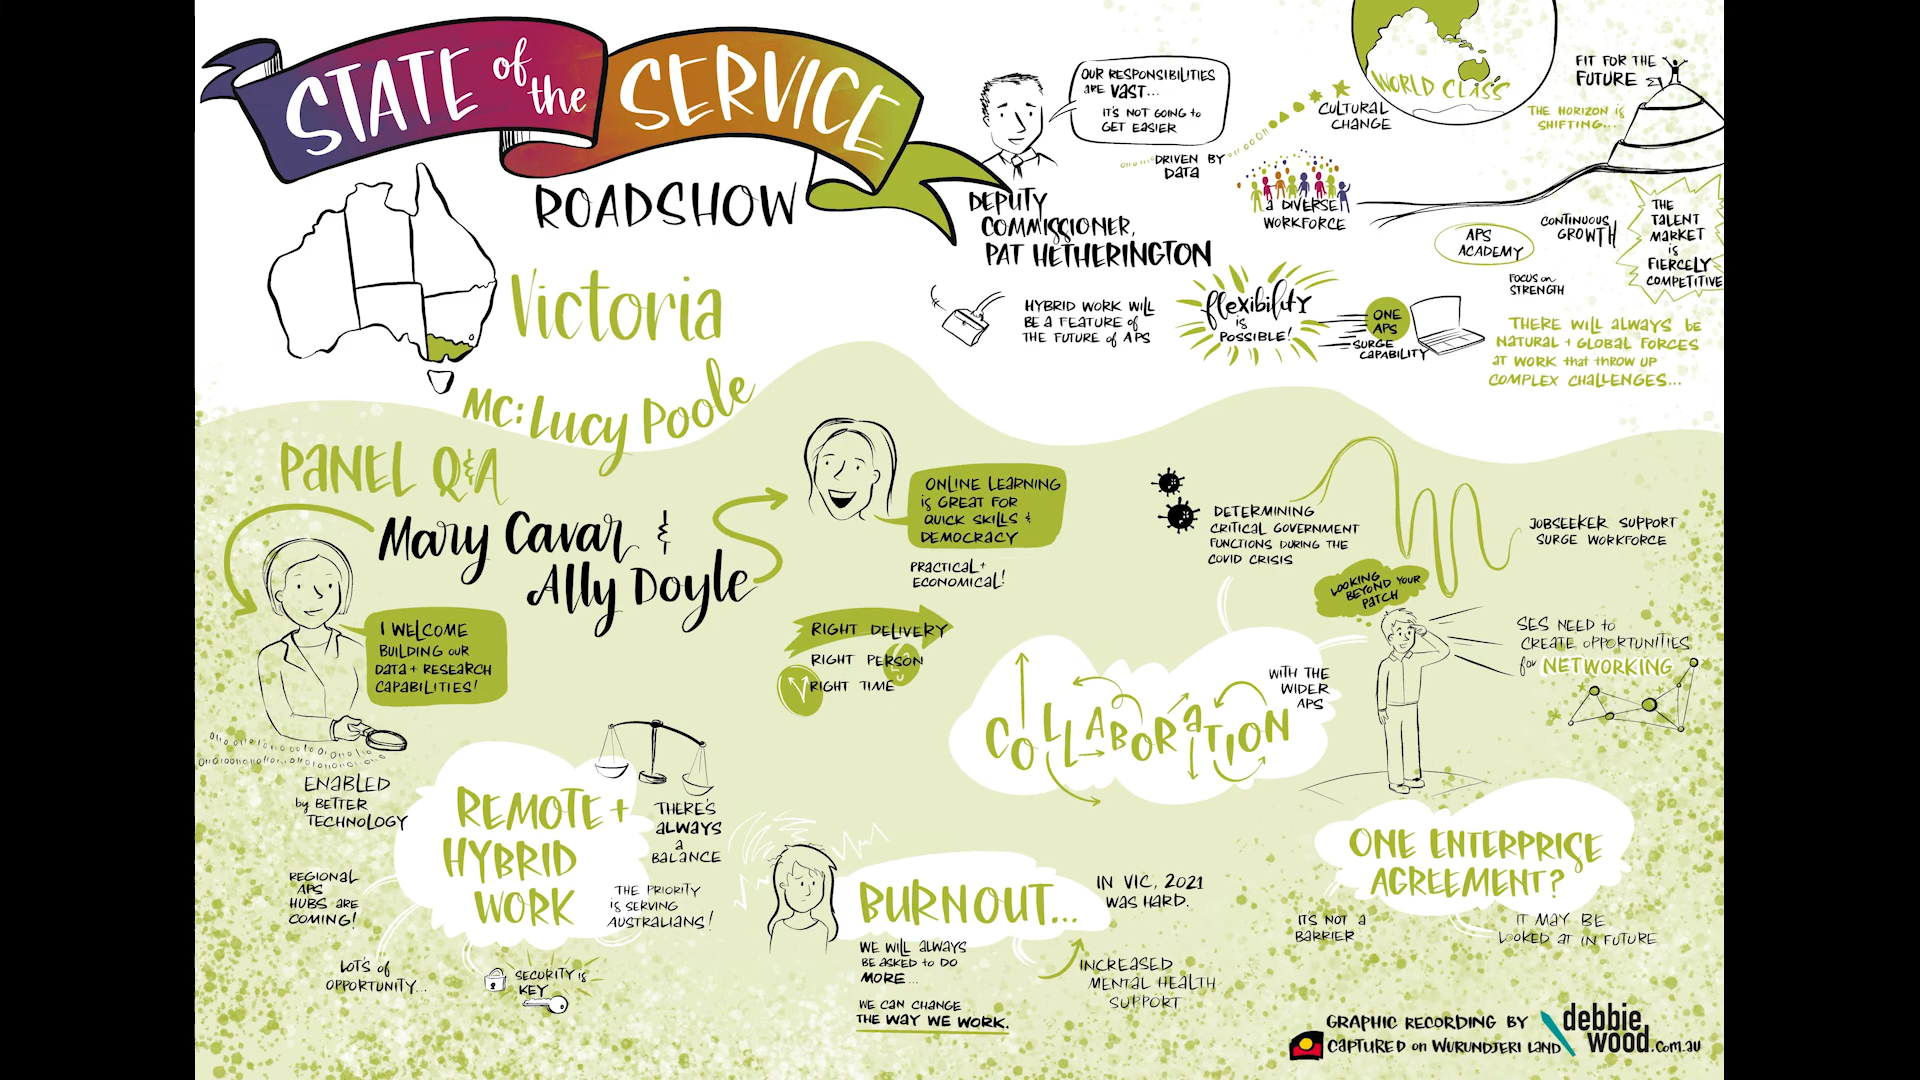 STATE of the SERVICE
ROADSHOW
Victoria
MC: Lucy Poole
OUR RESPONSIBILITIES
ARE VAST...
IT'S NOT GOING to
GET EASIER
DEPUTY
COMMISSIONER,
PAT HETHERINGTON
DRIVEN BY
DATA
CULTURAL
CHANGE
WORLD CLASS
A DIVERSE
WORKFORCE
FIT FOR THE
FUTURE
THE HORIZON is
SHIFTING...
APS
ACADEMY
CONTINUOUS
GROWTH
FOCUS on
STRENGTH
THE
TALENT
MARKET
is
FIERCELY
COMPETITIVE
HYBRID WORK WILL
BE A FEATURE of
THE FUTURE of APS
flexibility
is
POSSIBLE!
ONE
APS
SURGE
CAPABILITY
THERE WILL ALWAYS BE
NATURAL + GLOBAL FORCES
AT WORK that throw UP
COMPLEX CHALLENGES...
PANEL Q&A
Mary Cavar &
Ally Doyle
I WELCOME
BUILDING OUR
DATA + RESEARCH
CAPABILITIES!
ENABLED
by BETTER
TECHNOLOGY
ONLINE LEARNING
is GREAT FOR
QUICK SKILLS &
DEMOCRACY
PRACTICAL +
ECONOMICAL!
RIGHT DELIVERY
RIGHT PERSON
RIGHT TIME
DETERMINING
CRITICAL GOVERNMENT
FUNCTIONS DURING THE
COVID CRISIS
JOBSEEKER SUPPORT
SURGE WORKFORCE
LOOKING
BEYOND YOUR
PATCH
SES NEED to
CREATE OPPORTUNITIES
for NETWORKING
COLLABORATION
WITH THE
WIDER
APS
REMOTE +
HYBRID
WORK
THERE'S
ALWAYS
a
BALANCE
THE PRIORITY
is SERVING
AUSTRALIANS!
REGIONAL
APS
HUBS ARE
COMING!
LOTS of
OPPORTUNITY...
SECURITY is
KEY
BURNOUT...
IN VIC, 2021
WAS HARD.
WE WILL ALWAYS
BE ASKED to DO
MORE...
WE CAN CHANGE
THE WAY WE WORK.
INCREASED
MENTAL HEALTH
SUPPORT
ONE ENTERPRISE
AGREEMENT?
IT'S NOT A
BARRIER
IT MAY BE
LOOKED AT IN FUTURE
GRAPHIC RECORDING BY
CAPTURED on WURUNDJERI LAND
debbie
wood.com.au